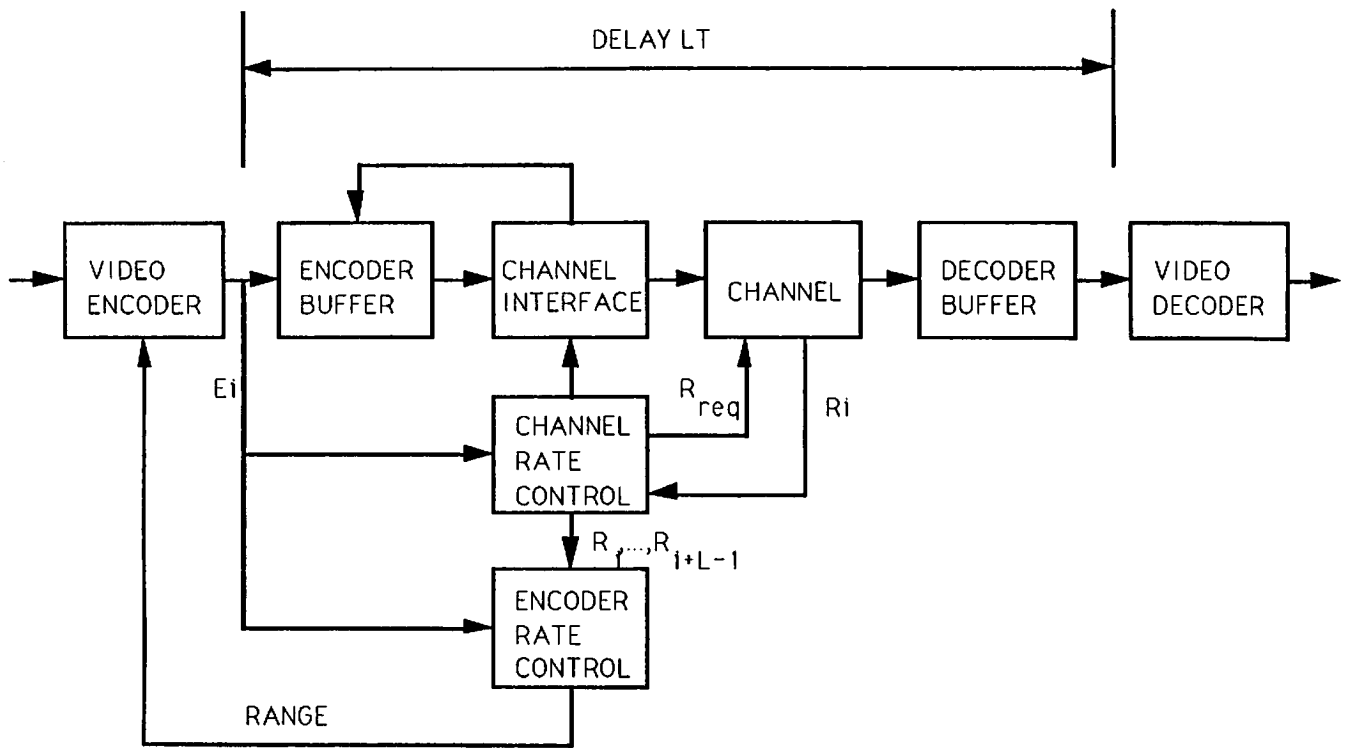 DELAY LT
VIDEO
ENCODER
ENCODER
BUFFER
CHANNEL
INTERFACE
CHANNEL
DECODER
BUFFER
VIDEO
DECODER
Ei
R req
Ri
CHANNEL
RATE
CONTROL
R i,...,R i+L-1
ENCODER
RATE
CONTROL
RANGE